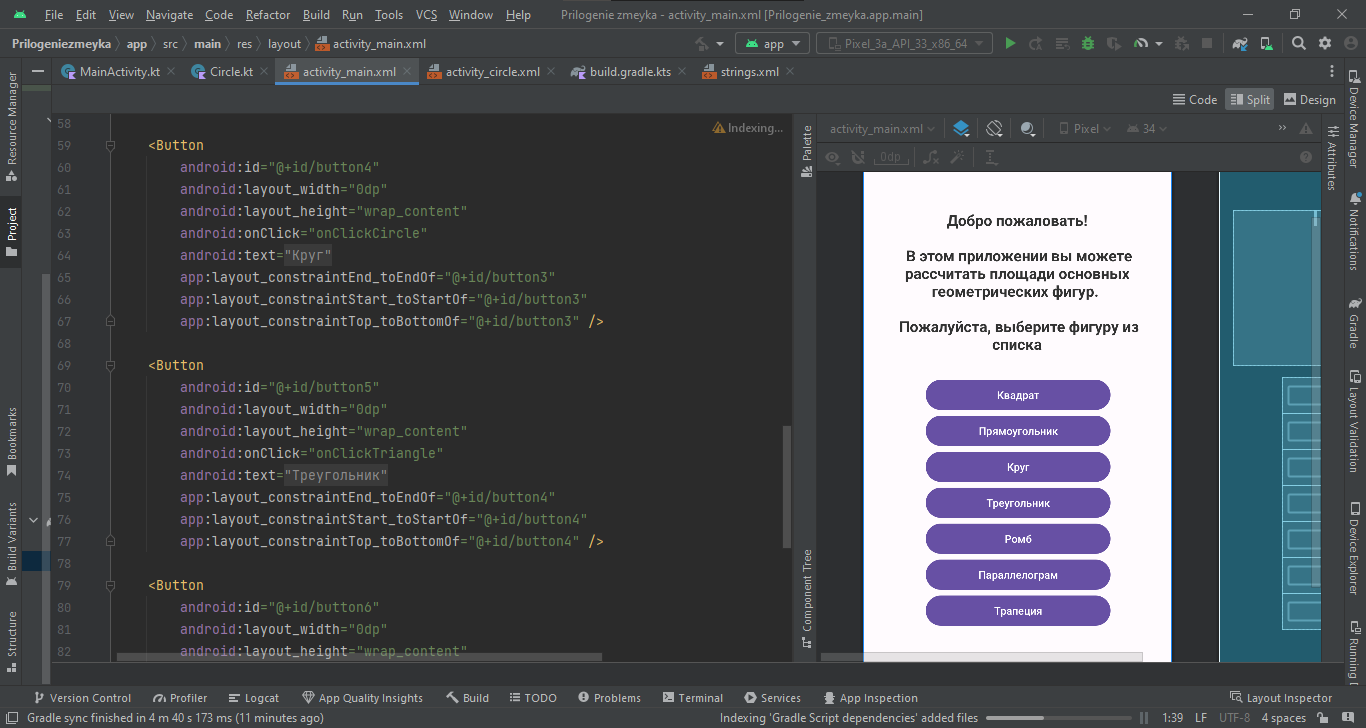 File Edit View Navigate Code Refactor Build Run Tools VCS Window Help Prilogenie zmeyka - activity_main.xml [Prilogenie_zmeyka.app.main]
Prilogeniezmeyka app src main res layout activity_main.xml app Pixel_3a_API_33_x86_64
MainActivity.kt Circle.kt activity_main.xml activity_circle.xml build.gradle.kts strings.xml
Code Split Design
Resource Manager
Project
Bookmarks
Build Variants
Structure
Indexing...
58
59 <Button
60 android:id="@+id/button4"
61 android:layout_width="0dp"
62 android:layout_height="wrap_content"
63 android:onClick="onClickCircle"
64 android:text="Круг"
65 app:layout_constraintEnd_toEndOf="@+id/button3"
66 app:layout_constraintStart_toStartOf="@+id/button3"
67 app:layout_constraintTop_toBottomOf="@+id/button3" />
68
69 <Button
70 android:id="@+id/button5"
71 android:layout_width="0dp"
72 android:layout_height="wrap_content"
73 android:onClick="onClickTriangle"
74 android:text="Треугольник"
75 app:layout_constraintEnd_toEndOf="@+id/button4"
76 app:layout_constraintStart_toStartOf="@+id/button4"
77 app:layout_constraintTop_toBottomOf="@+id/button4" />
78
79 <Button
80 android:id="@+id/button6"
81 android:layout_width="0dp"
82 android:layout_height="wrap_content"
Palette
Component Tree
activity_main.xml Pixel 34 »
0dp
Добро пожаловать!
В этом приложении вы можете
рассчитать площади основных
геометрических фигур.
Пожалуйста, выберите фигуру из
списка
Квадрат
Прямоугольник
Круг
Треугольник
Ромб
Параллелограм
Трапеция
Attributes
Device Manager
Notifications
Gradle
Layout Validation
Device Explorer
Running
Version Control Profiler Logcat App Quality Insights Build TODO Problems Terminal Services App Inspection Layout Inspector
Gradle sync finished in 4 m 40 s 173 ms (11 minutes ago) Indexing 'Gradle Script dependencies' added files 1:39 LF UTF-8 4 spaces